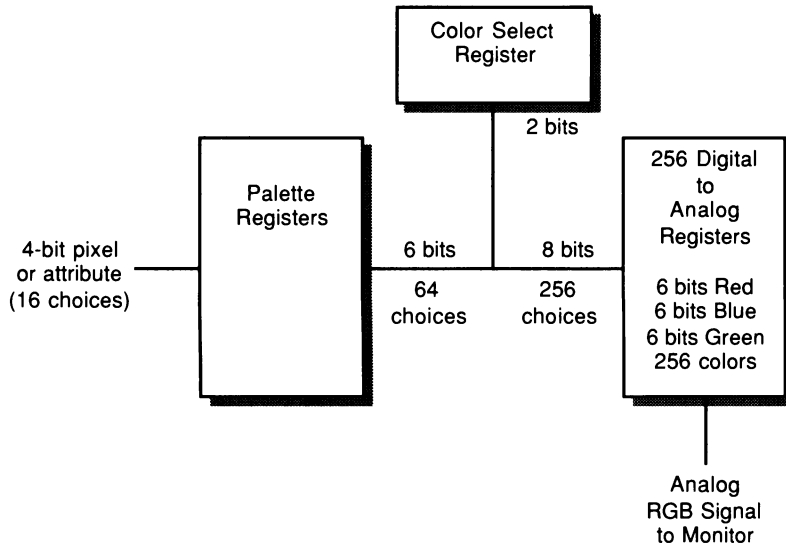 Color Select
Register
2 bits
Palette
Registers
4-bit pixel
or attribute
(16 choices)
6 bits
64
choices
8 bits
256
choices
256 Digital
to
Analog
Registers
6 bits Red
6 bits Blue
6 bits Green
256 colors
Analog
RGB Signal
to Monitor